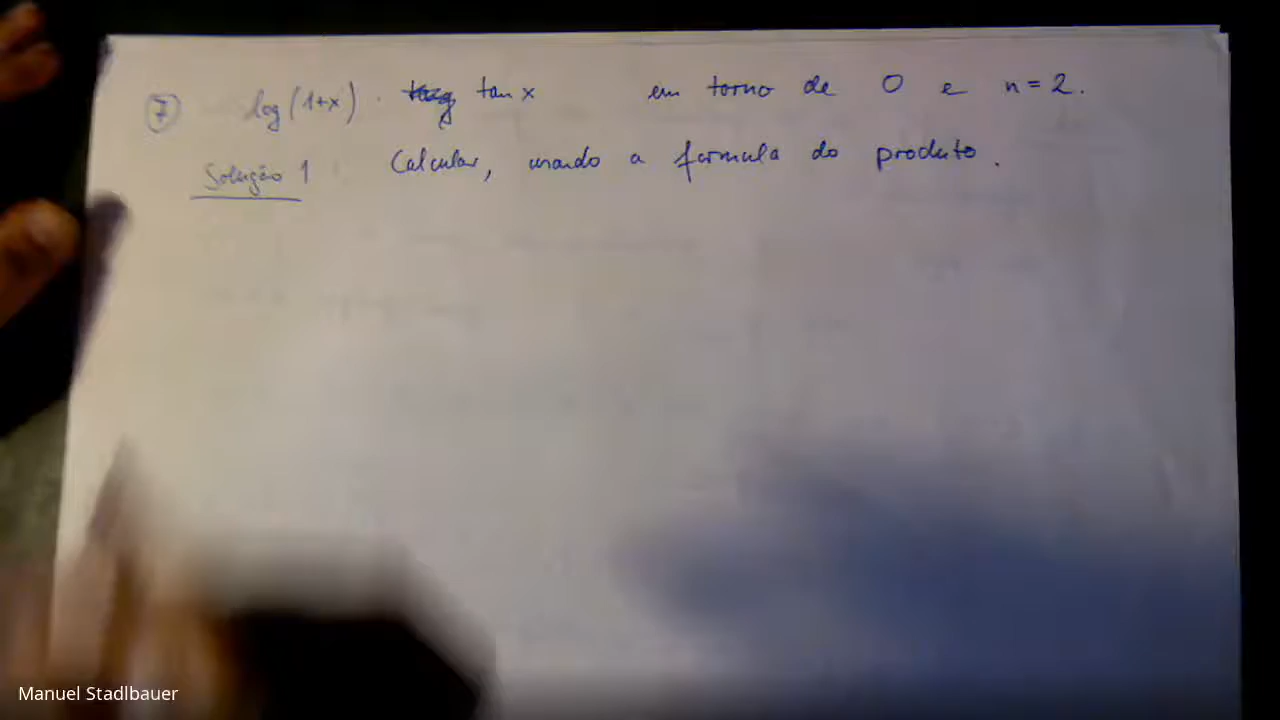 7 log(1+x) · tan x em torno de 0 e n = 2.
Solução 1 Calcular, usando a formula do produto.
Manuel Stadlbauer